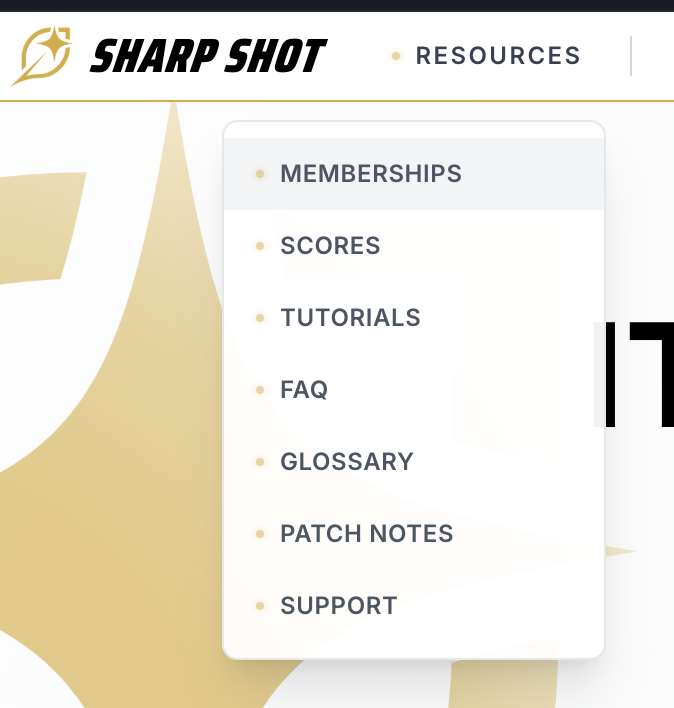 SHARP SHOT
RESOURCES
MEMBERSHIPS
SCORES
TUTORIALS
FAQ
GLOSSARY
PATCH NOTES
SUPPORT